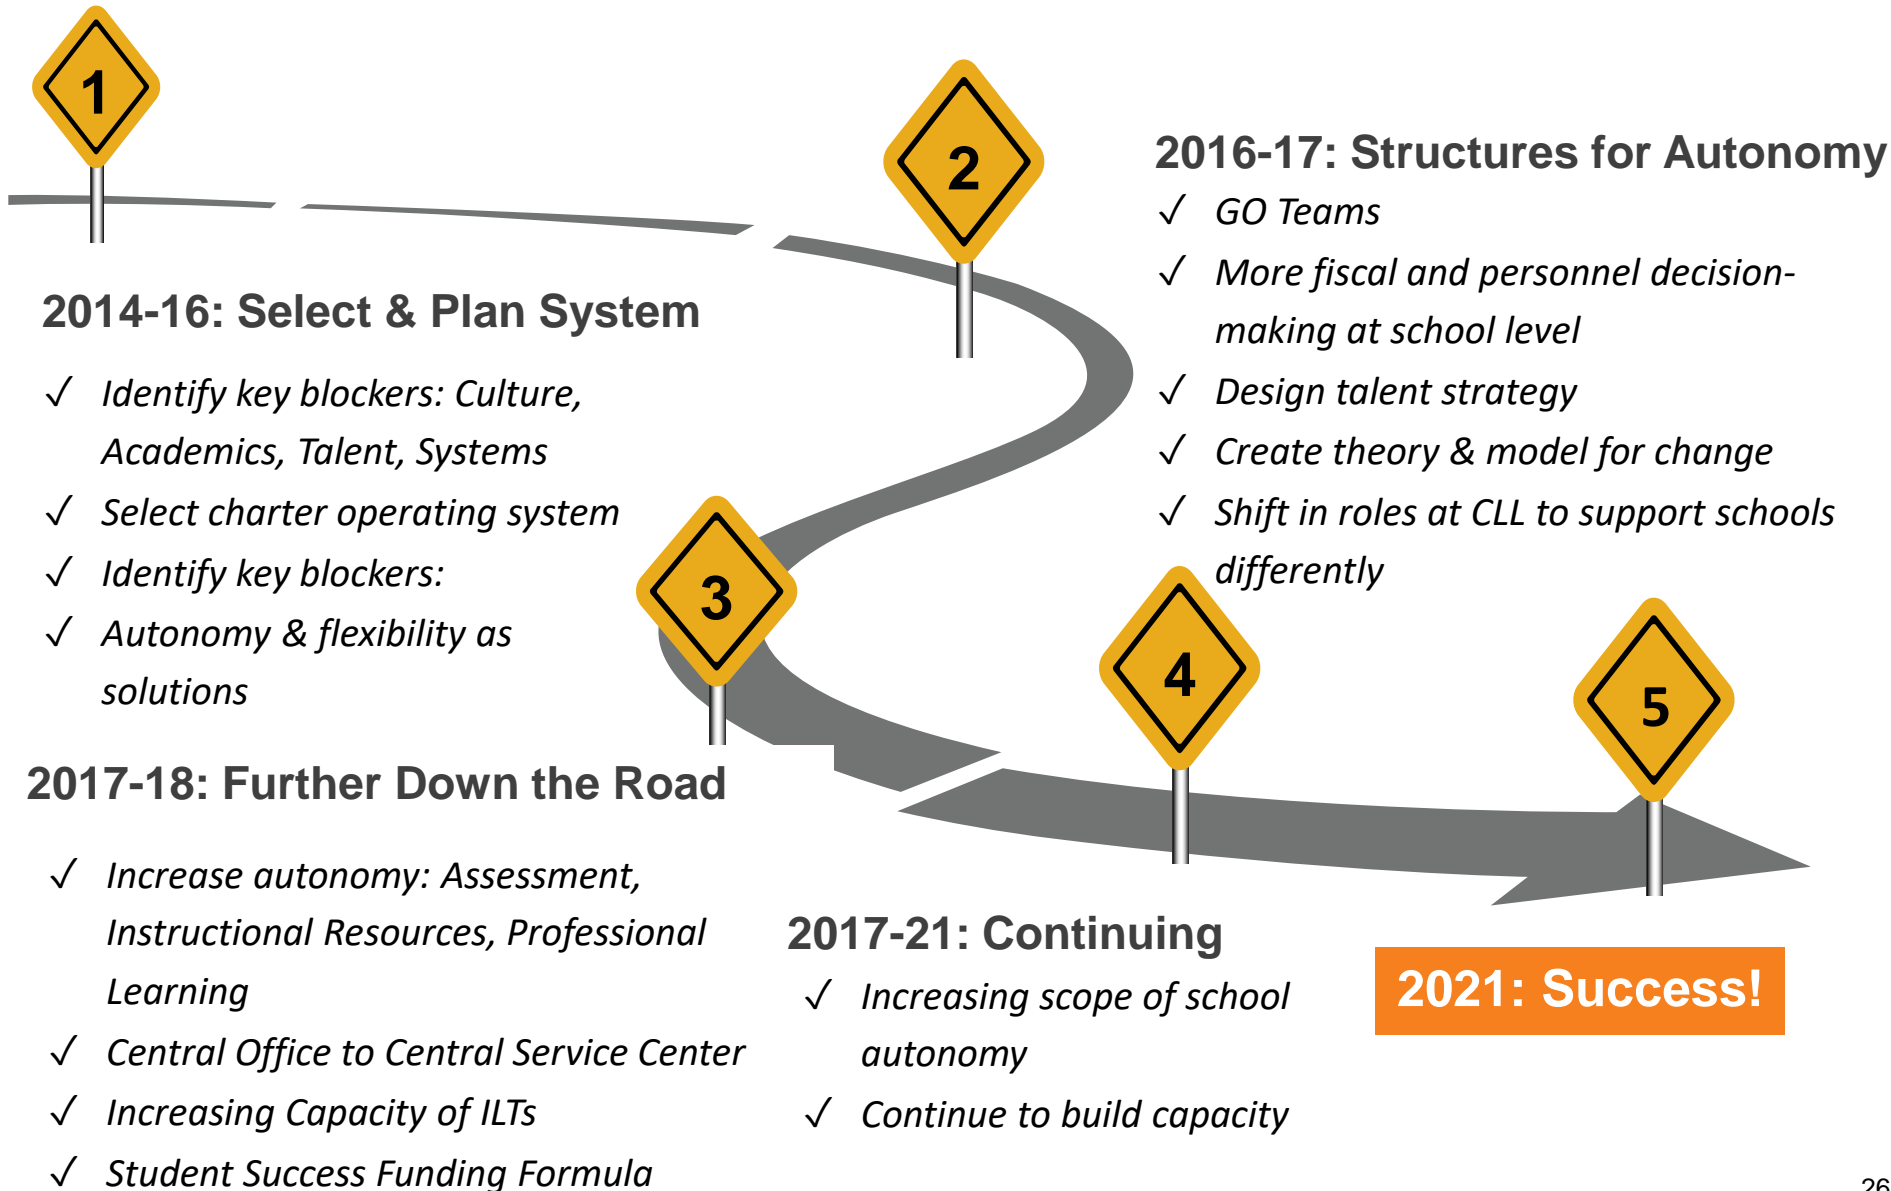 1
2
2016-17: Structures for Autonomy
✓ GO Teams
✓ More fiscal and personnel decision-
making at school level
✓ Design talent strategy
✓ Create theory & model for change
✓ Shift in roles at CLL to support schools
differently
2014-16: Select & Plan System
✓ Identify key blockers: Culture,
Academics, Talent, Systems
✓ Select charter operating system
✓ Identify key blockers:
✓ Autonomy & flexibility as
solutions
3
4
5
2017-18: Further Down the Road
✓ Increase autonomy: Assessment,
Instructional Resources, Professional
Learning
✓ Central Office to Central Service Center
✓ Increasing Capacity of ILTs
✓ Student Success Funding Formula
2017-21: Continuing
✓ Increasing scope of school
autonomy
✓ Continue to build capacity
2021: Success!
26